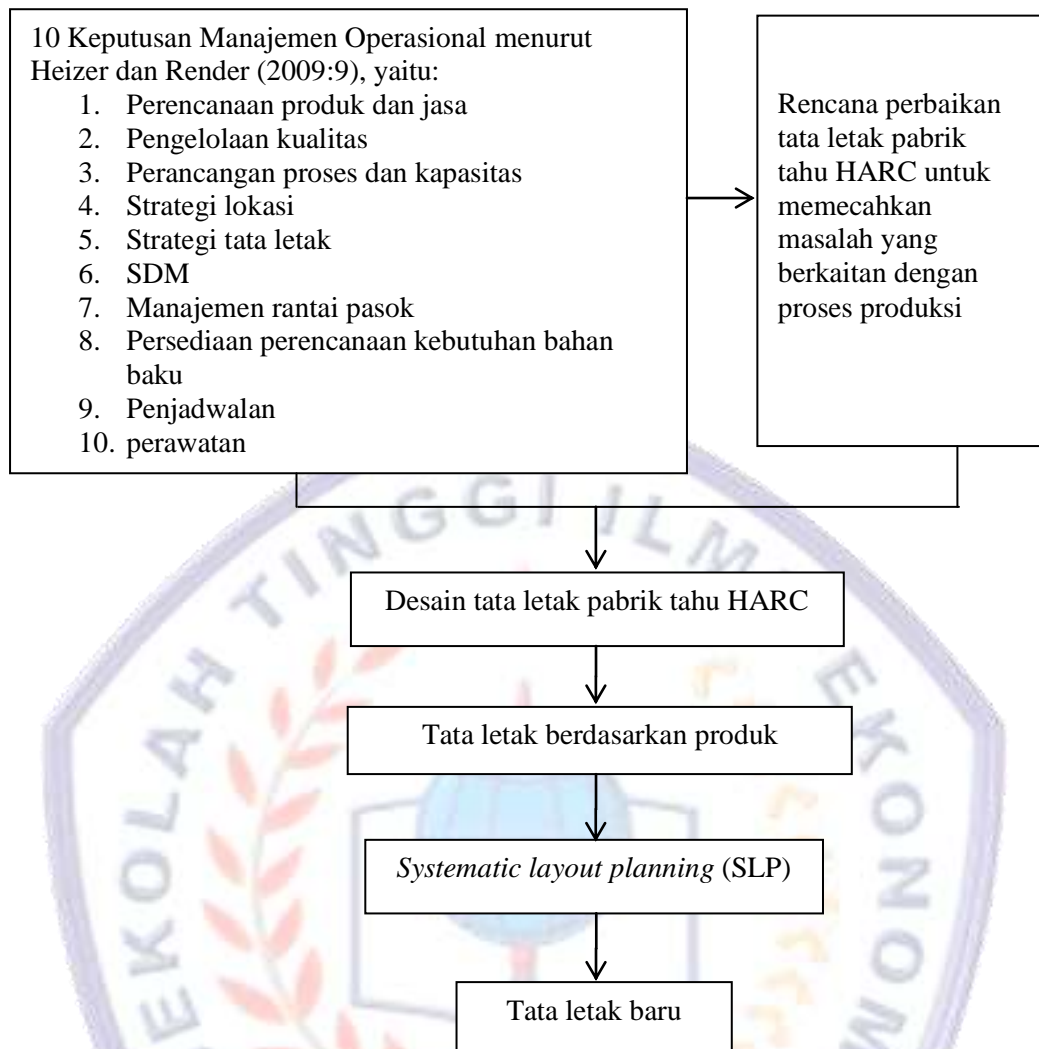 10 Keputusan Manajemen Operasional menurut
Heizer dan Render (2009:9), yaitu:
1. Perencanaan produk dan jasa
2. Pengelolaan kualitas
3. Perancangan proses dan kapasitas
4. Strategi lokasi
5. Strategi tata letak
6. SDM
7. Manajemen rantai pasok
8. Persediaan perencanaan kebutuhan bahan
baku
9. Penjadwalan
10. perawatan
Rencana perbaikan
tata letak pabrik
tahu HARC untuk
memecahkan
masalah yang
berkaitan dengan
proses produksi
Desain tata letak pabrik tahu HARC
Tata letak berdasarkan produk
Systematic layout planning (SLP)
Tata letak baru
TINGGI